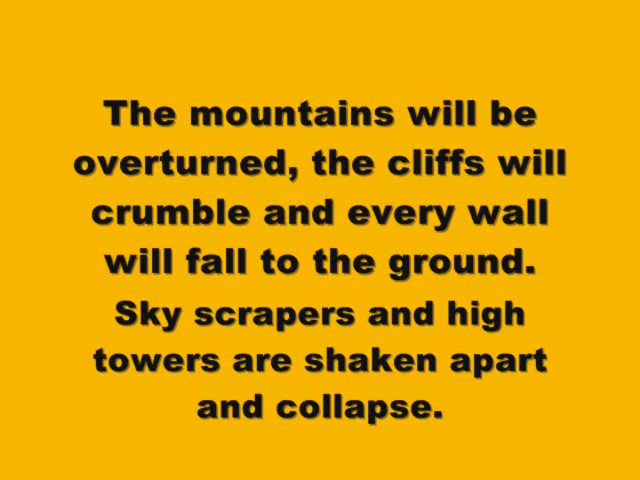 The mountains will be
overturned, the cliffs will
crumble and every wall
will fall to the ground.
Sky scrapers and high
towers are shaken apart
and collapse.